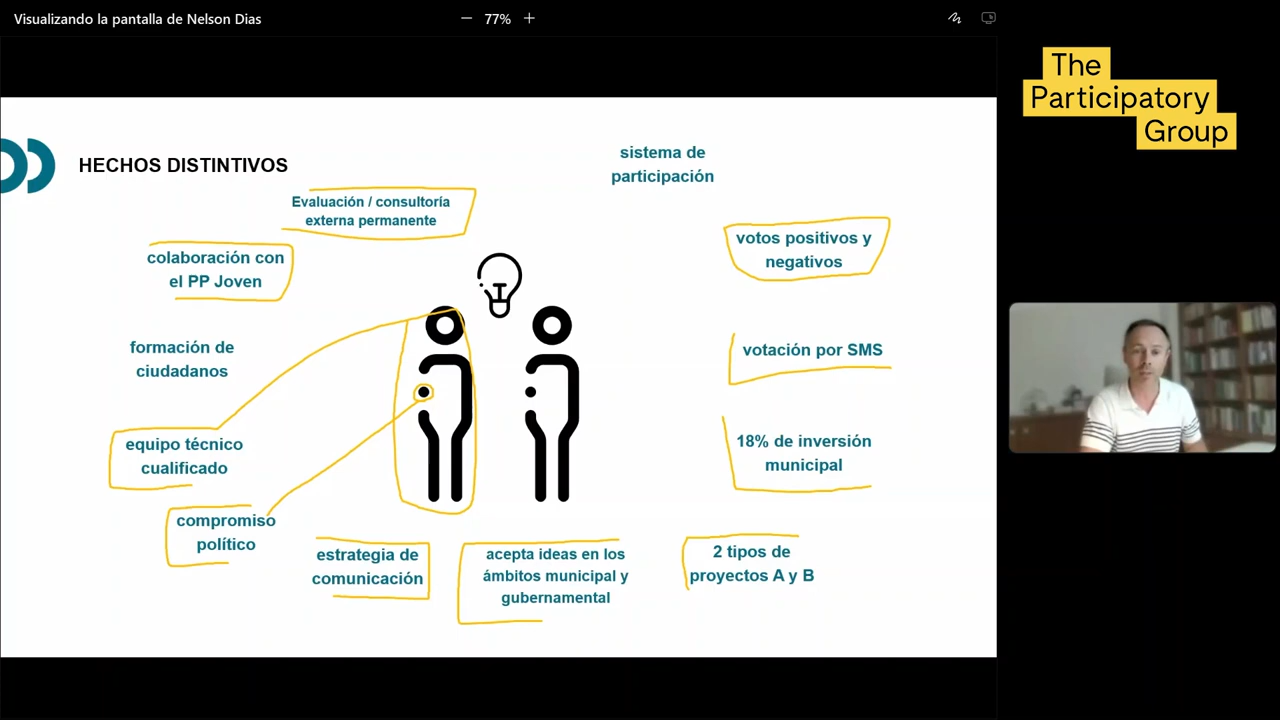 Visualizando la pantalla de Nelson Dias
77%
The
Participatory
Group
HECHOS DISTINTIVOS
sistema de
participación
Evaluación / consultoría
externa permanente
votos positivos y
negativos
colaboración con
el PP Joven
formación de
ciudadanos
votación por SMS
equipo técnico
cualificado
18% de inversión
municipal
compromiso
político
estrategia de
comunicación
acepta ideas en los
ámbitos municipal y
gubernamental
2 tipos de
proyectos A y B